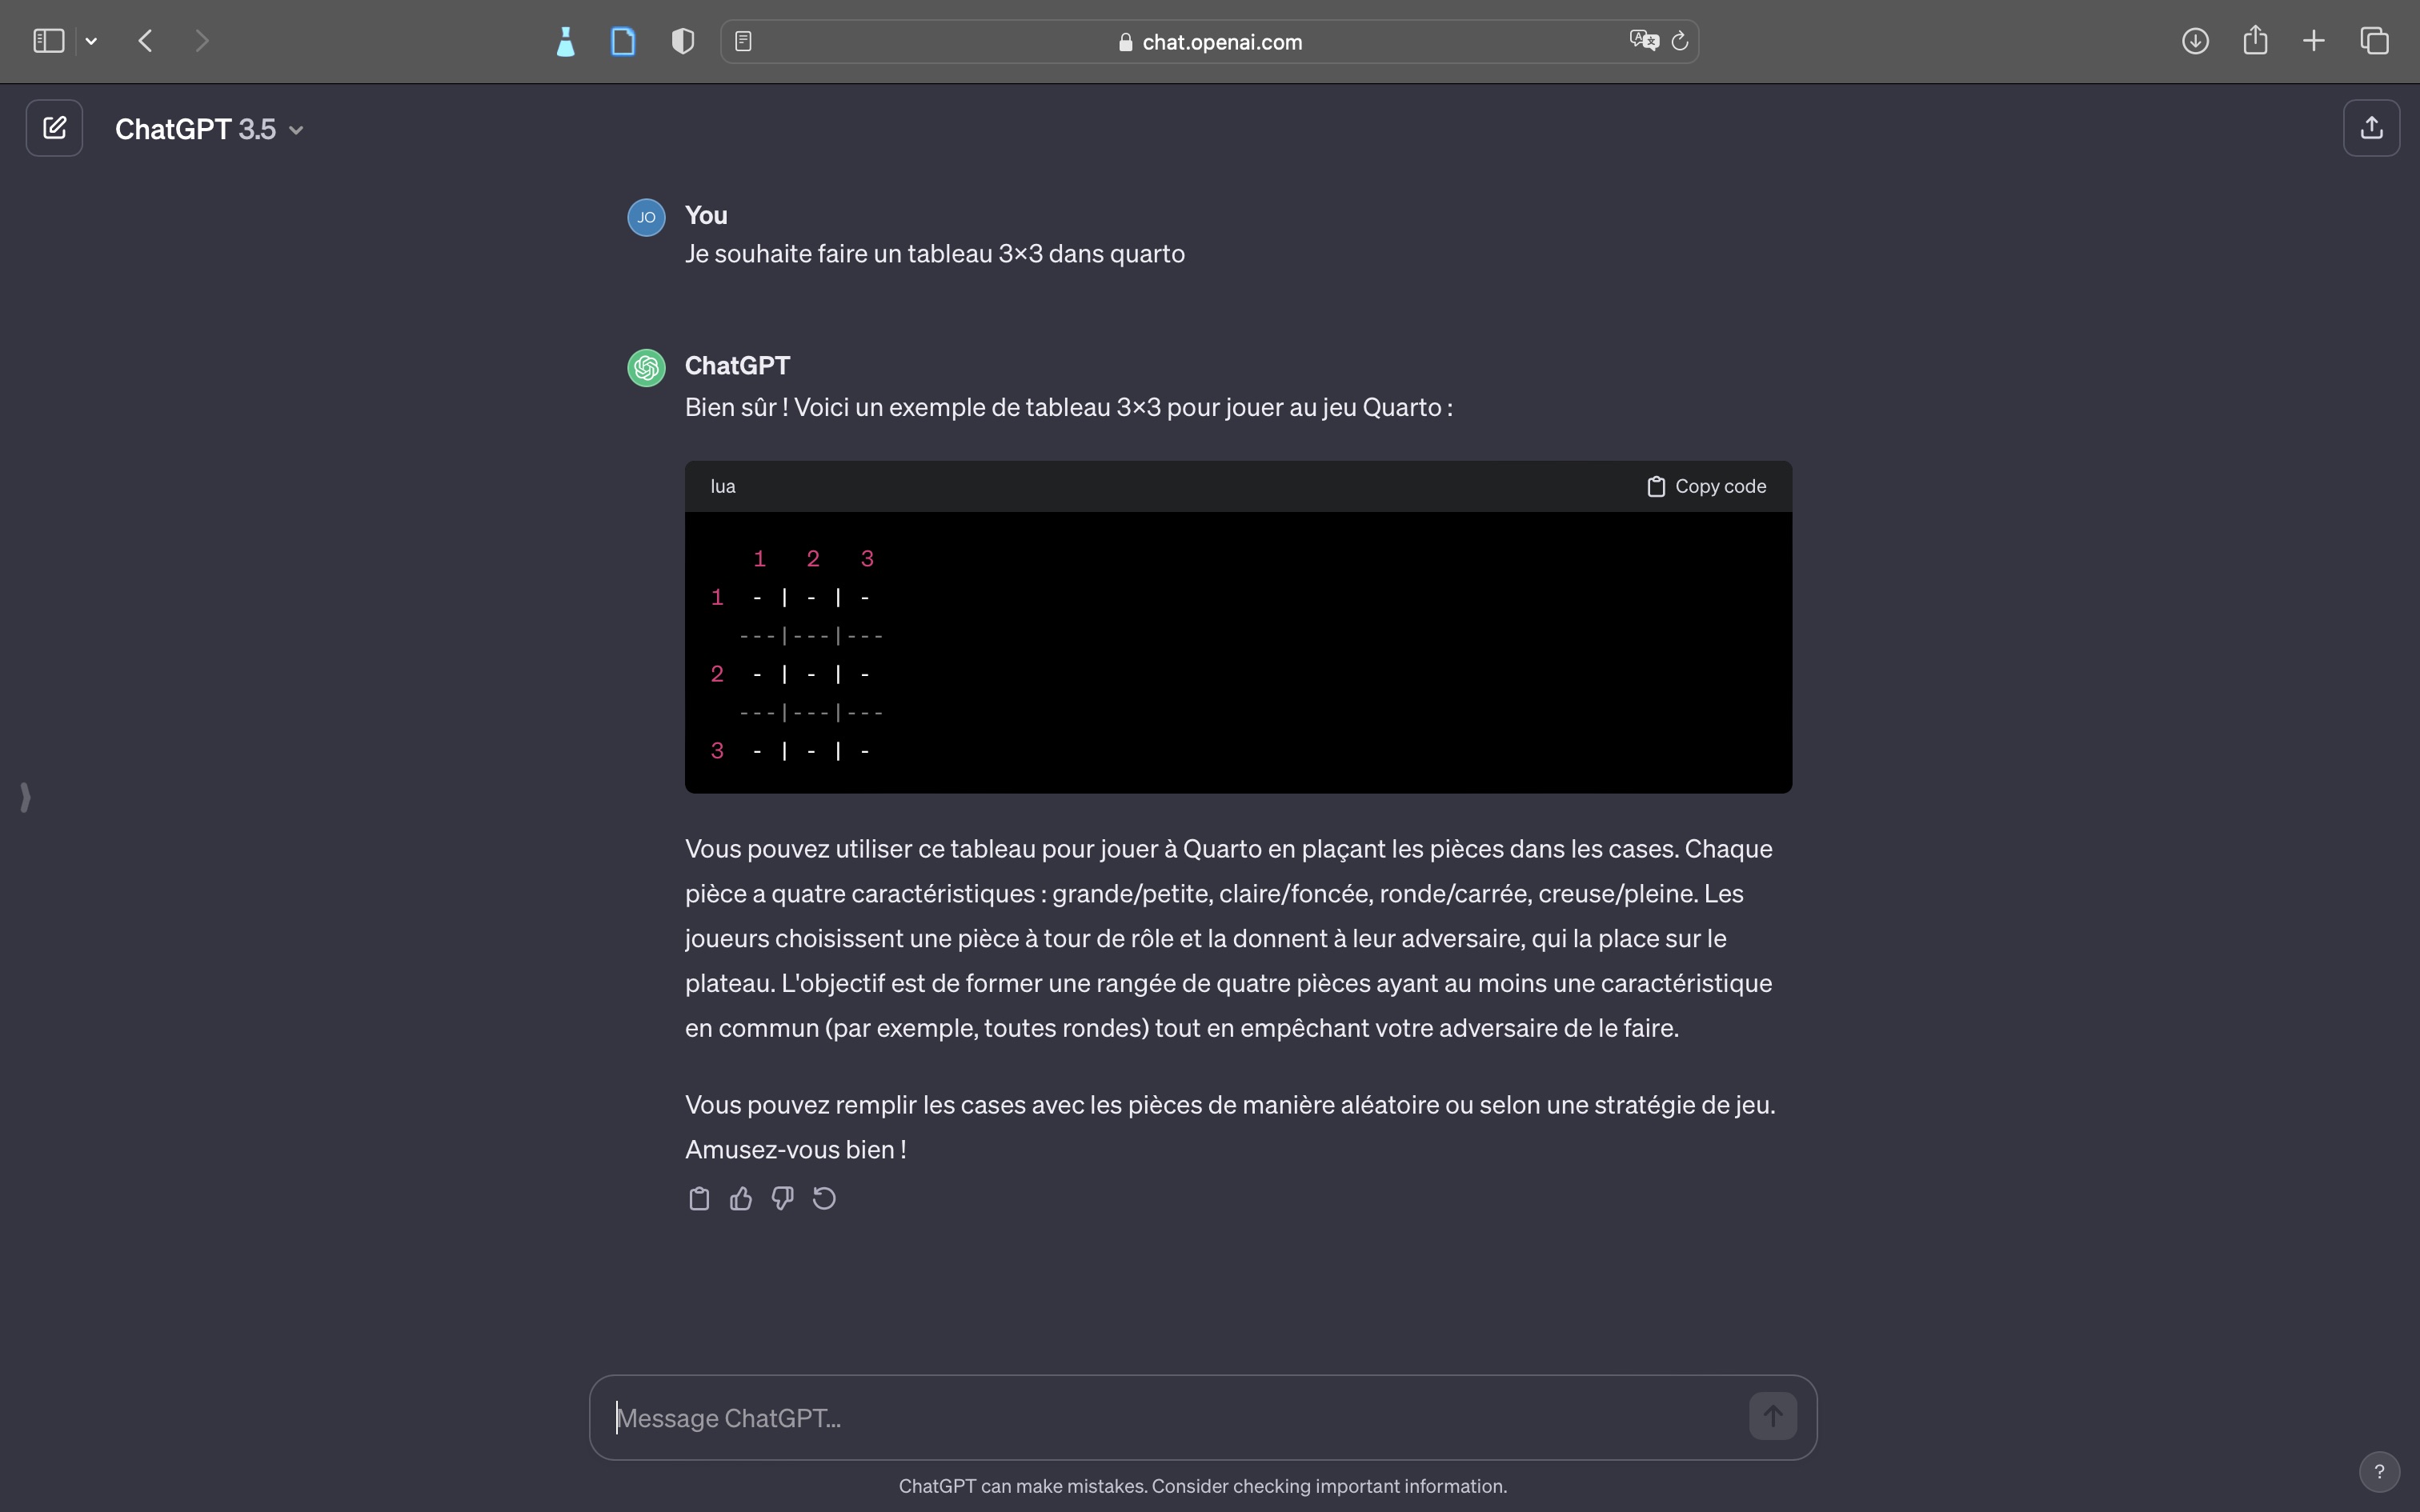 chat.openai.com
ChatGPT 3.5
JO
You
Je souhaite faire un tableau 3×3 dans quarto
ChatGPT
Bien sûr ! Voici un exemple de tableau 3×3 pour jouer au jeu Quarto :
lua
Copy code
    1   2   3
1   - | - | -
   ---|---|---
2   - | - | -
   ---|---|---
3   - | - | -
Vous pouvez utiliser ce tableau pour jouer à Quarto en plaçant les pièces dans les cases. Chaque
pièce a quatre caractéristiques : grande/petite, claire/foncée, ronde/carrée, creuse/pleine. Les
joueurs choisissent une pièce à tour de rôle et la donnent à leur adversaire, qui la place sur le
plateau. L'objectif est de former une rangée de quatre pièces ayant au moins une caractéristique
en commun (par exemple, toutes rondes) tout en empêchant votre adversaire de le faire.
Vous pouvez remplir les cases avec les pièces de manière aléatoire ou selon une stratégie de jeu.
Amusez-vous bien !
Message ChatGPT…
ChatGPT can make mistakes. Consider checking important information.
?